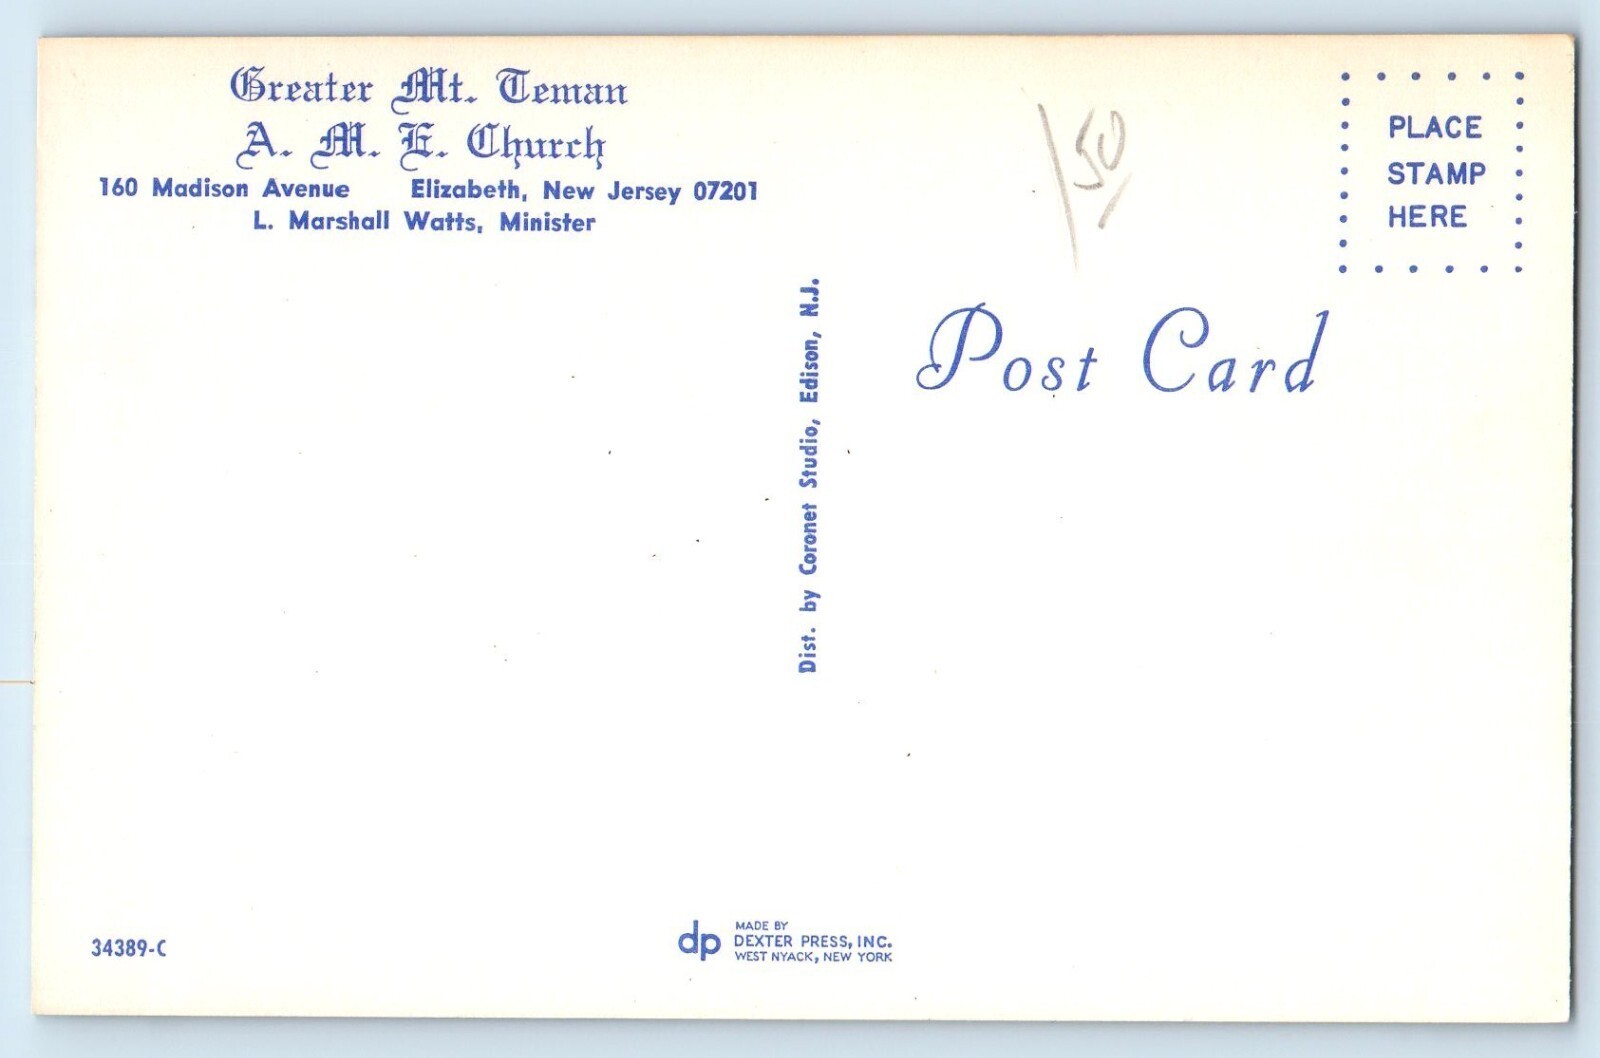 Greater Mt. Teman
A. M. E. Church
160 Madison Avenue Elizabeth, New Jersey 07201
L. Marshall Watts, Minister
150
PLACE
STAMP
HERE
Dist. by Coronet Studio, Edison, N.J.
Post Card
34389-C
dp
MADE BY
DEXTER PRESS, INC.
WEST NYACK, NEW YORK